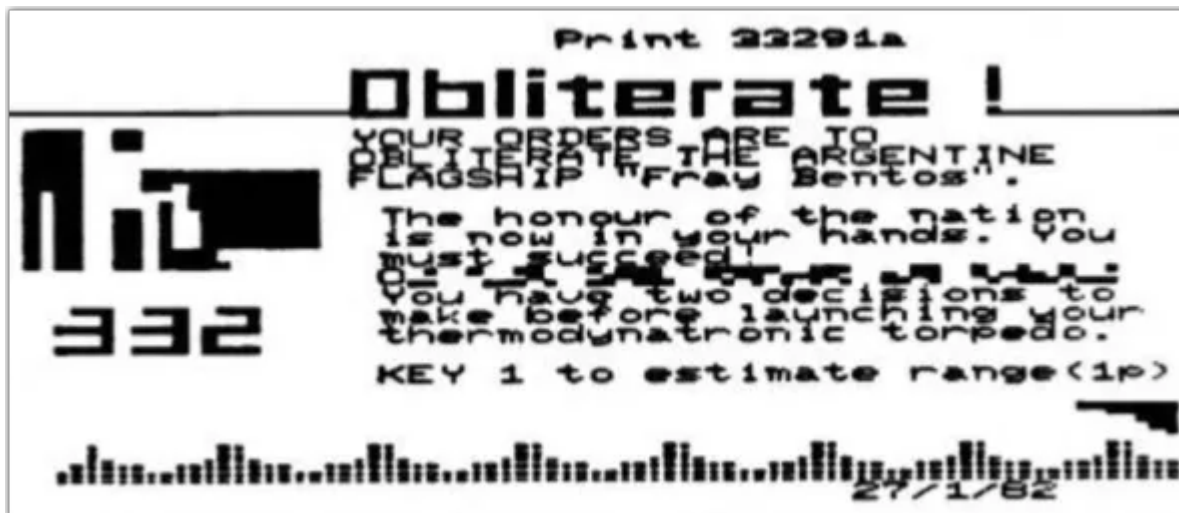 Print 33291a
Obliterate !
YOUR ORDERS ARE TO
OBLITERATE THE ARGENTINE
FLAGSHIP "Fray Bentos".
The honour of the nation
is now in your hands. You
must succeed
You have two decisions to
make before launching your
thermodynatronic torpedo.
332
KEY 1 to estimate range(1p)
27/1/82